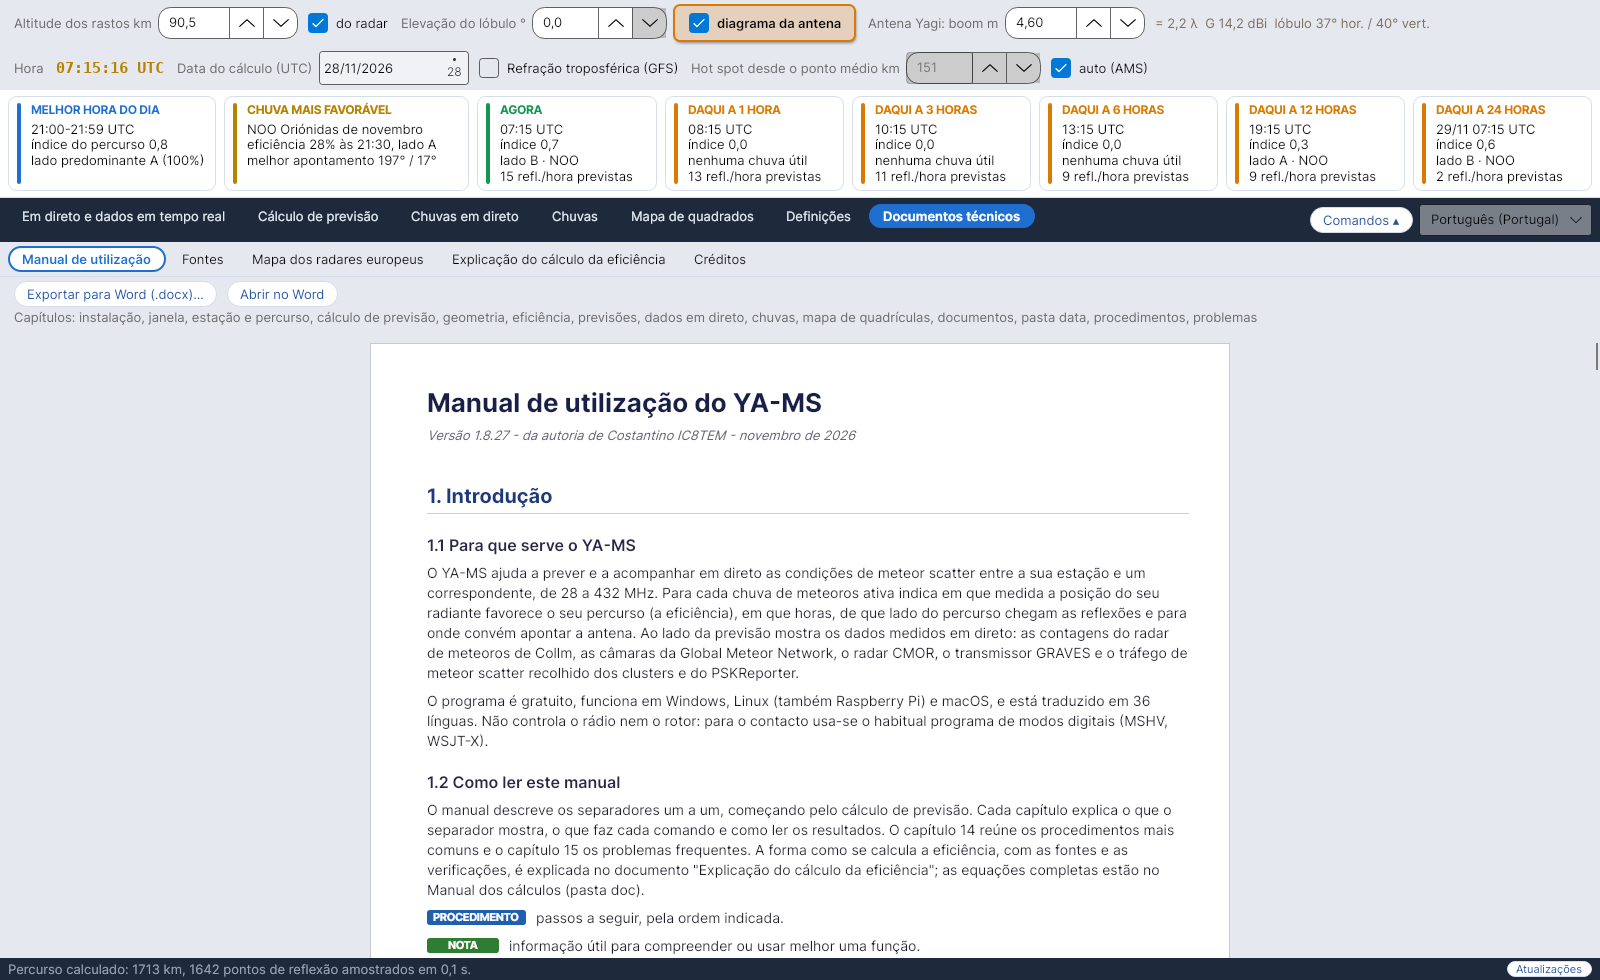 Altitude dos rastos km 90,5 do radar Elevação do lóbulo ° 0,0 diagrama da antena Antena Yagi: boom m 4,60 = 2,2 λ G 14,2 dBi lóbulo 37° hor. / 40° vert.
Hora 07:15:16 UTC Data do cálculo (UTC) 28/11/2026 28 Refração troposférica (GFS) Hot spot desde o ponto médio km 151 auto (AMS)
MELHOR HORA DO DIA
21:00-21:59 UTC
índice do percurso 0,8
lado predominante A (100%)
CHUVA MAIS FAVORÁVEL
NOO Oriónidas de novembro
eficiência 28% às 21:30, lado A
melhor apontamento 197° / 17°
AGORA
07:15 UTC
índice 0,7
lado B · NOO
15 refl./hora previstas
DAQUI A 1 HORA
08:15 UTC
índice 0,0
nenhuma chuva útil
13 refl./hora previstas
DAQUI A 3 HORAS
10:15 UTC
índice 0,0
nenhuma chuva útil
11 refl./hora previstas
DAQUI A 6 HORAS
13:15 UTC
índice 0,0
nenhuma chuva útil
9 refl./hora previstas
DAQUI A 12 HORAS
19:15 UTC
índice 0,3
lado A · NOO
9 refl./hora previstas
DAQUI A 24 HORAS
29/11 07:15 UTC
índice 0,6
lado B · NOO
2 refl./hora previstas
Em direto e dados em tempo real Cálculo de previsão Chuvas em direto Chuvas Mapa de quadrados Definições Documentos técnicos Comandos ▴ Português (Portugal)
Manual de utilização Fontes Mapa dos radares europeus Explicação do cálculo da eficiência Créditos
Exportar para Word (.docx)... Abrir no Word
Capítulos: instalação, janela, estação e percurso, cálculo de previsão, geometria, eficiência, previsões, dados em direto, chuvas, mapa de quadrículas, documentos, pasta data, procedimentos, problemas
Manual de utilização do YA-MS
Versão 1.8.27 - da autoria de Costantino IC8TEM - novembro de 2026
1. Introdução
1.1 Para que serve o YA-MS
O YA-MS ajuda a prever e a acompanhar em direto as condições de meteor scatter entre a sua estação e um
correspondente, de 28 a 432 MHz. Para cada chuva de meteoros ativa indica em que medida a posição do seu
radiante favorece o seu percurso (a eficiência), em que horas, de que lado do percurso chegam as reflexões e para
onde convém apontar a antena. Ao lado da previsão mostra os dados medidos em direto: as contagens do radar
de meteoros de Collm, as câmaras da Global Meteor Network, o radar CMOR, o transmissor GRAVES e o tráfego de
meteor scatter recolhido dos clusters e do PSKReporter.
O programa é gratuito, funciona em Windows, Linux (também Raspberry Pi) e macOS, e está traduzido em 36
línguas. Não controla o rádio nem o rotor: para o contacto usa-se o habitual programa de modos digitais (MSHV,
WSJT-X).
1.2 Como ler este manual
O manual descreve os separadores um a um, começando pelo cálculo de previsão. Cada capítulo explica o que o
separador mostra, o que faz cada comando e como ler os resultados. O capítulo 14 reúne os procedimentos mais
comuns e o capítulo 15 os problemas frequentes. A forma como se calcula a eficiência, com as fontes e as
verificações, é explicada no documento "Explicação do cálculo da eficiência"; as equações completas estão no
Manual dos cálculos (pasta doc).
PROCEDIMENTO passos a seguir, pela ordem indicada.
NOTA informação útil para compreender ou usar melhor uma função.
Percurso calculado: 1713 km, 1642 pontos de reflexão amostrados em 0,1 s. Atualizações